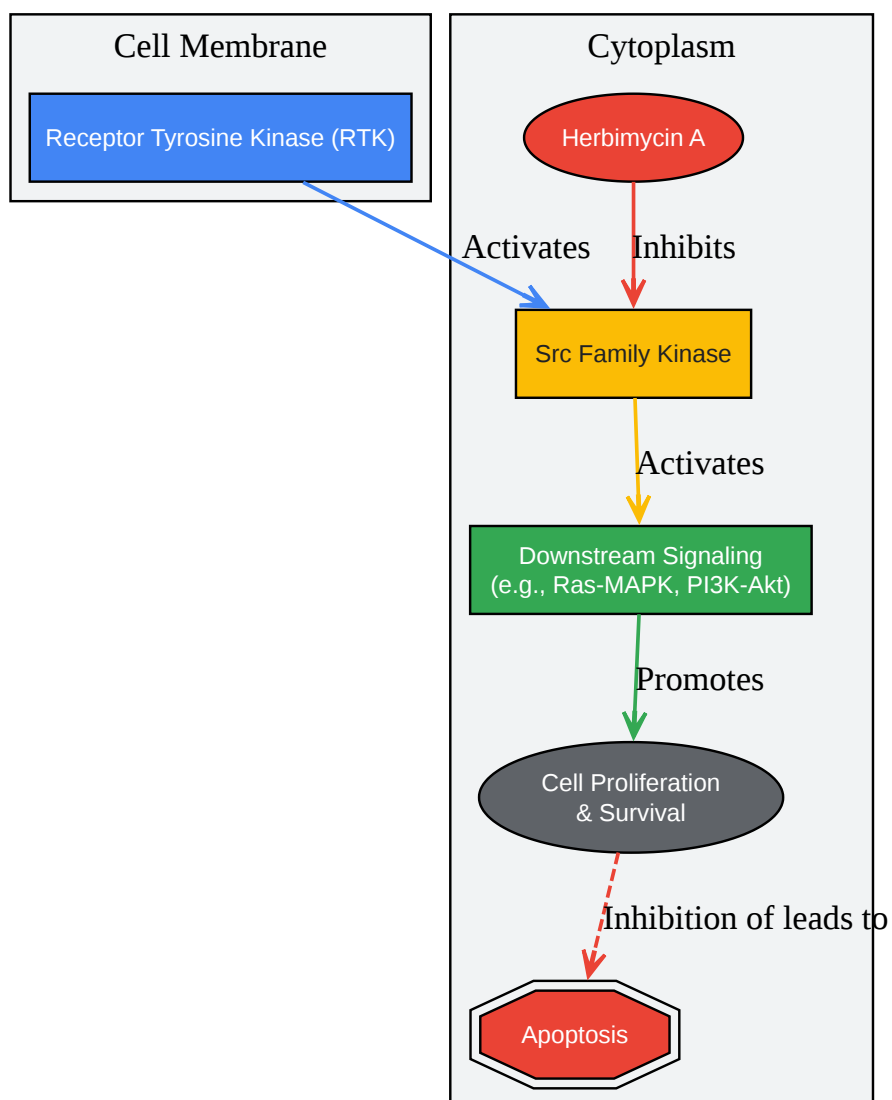 Cell Membrane
Receptor Tyrosine Kinase (RTK)
Cytoplasm
Herbimycin A
Activates
Inhibits
Src Family Kinase
Activates
Downstream Signaling
(e.g., Ras-MAPK, PI3K-Akt)
Promotes
Cell Proliferation
& Survival
Inhibition of leads to
Apoptosis